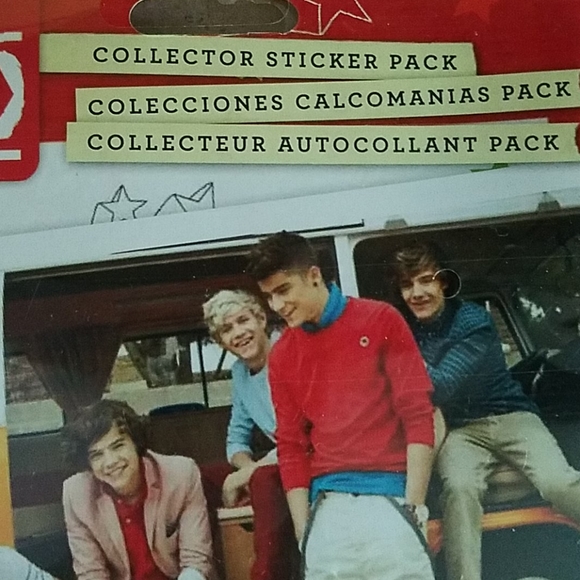 COLLECTOR STICKER PACK
COLECCIONES CALCOMANIAS PACK
COLLECTEUR AUTOCOLLANT PACK